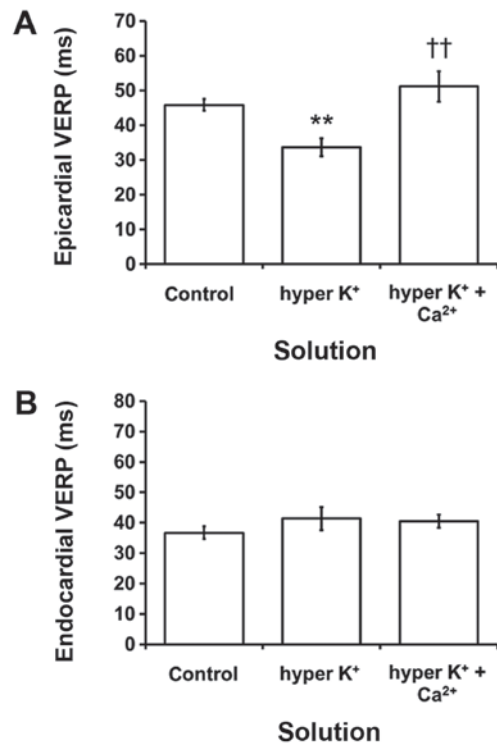 A
Epicardial VERP (ms)
70
60
50
40
30
20
10
0
**
††
Control
hyper K⁺
hyper K⁺ +
Ca²⁺
Solution
B
Endocardial VERP (ms)
80
70
60
50
40
30
20
10
0
Control
hyper K⁺
hyper K⁺ +
Ca²⁺
Solution